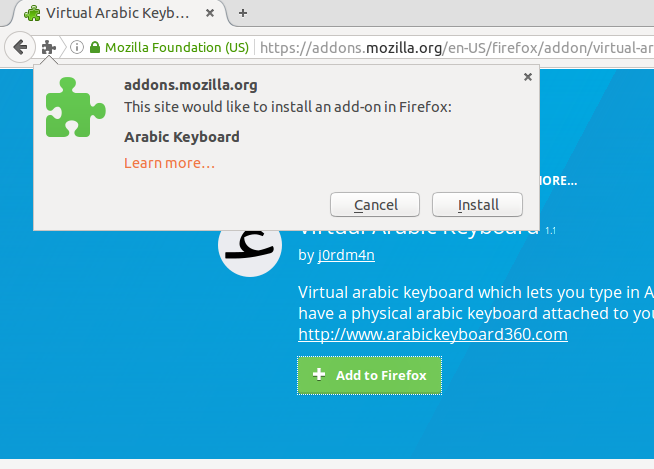 Virtual Arabic Keyb…
Mozilla Foundation (US)
https://addons.mozilla.org/en-US/firefox/addon/virtual-ar
addons.mozilla.org
This site would like to install an add-on in Firefox:
Arabic Keyboard
Learn more…
Cancel
Install
ORE...
Virtual Arabic Keyboard 1.1
by j0rdm4n
Virtual arabic keyboard which lets you type in A
have a physical arabic keyboard attached to you
http://www.arabickeyboard360.com
Add to Firefox